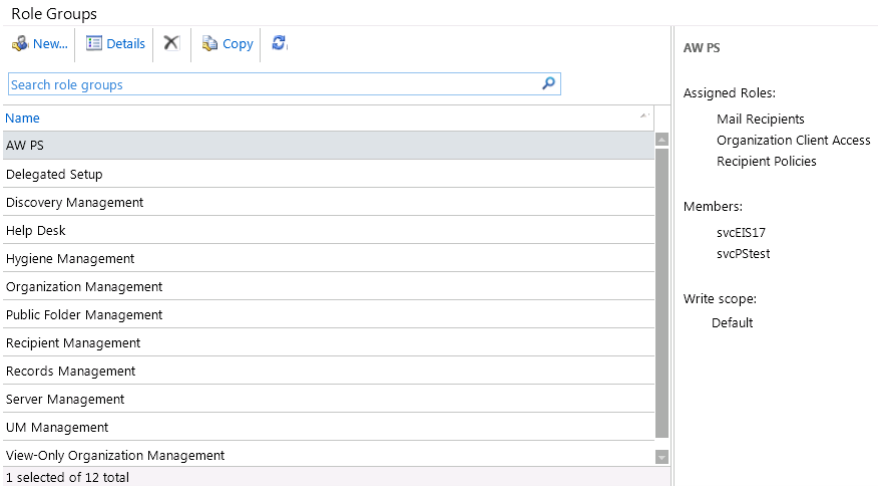 Role Groups
New... Details Copy
Search role groups
Name
AW PS
Delegated Setup
Discovery Management
Help Desk
Hygiene Management
Organization Management
Public Folder Management
Recipient Management
Records Management
Server Management
UM Management
View-Only Organization Management
1 selected of 12 total
AW PS
Assigned Roles:
Mail Recipients
Organization Client Access
Recipient Policies
Members:
svcEIS17
svcPStest
Write scope:
Default